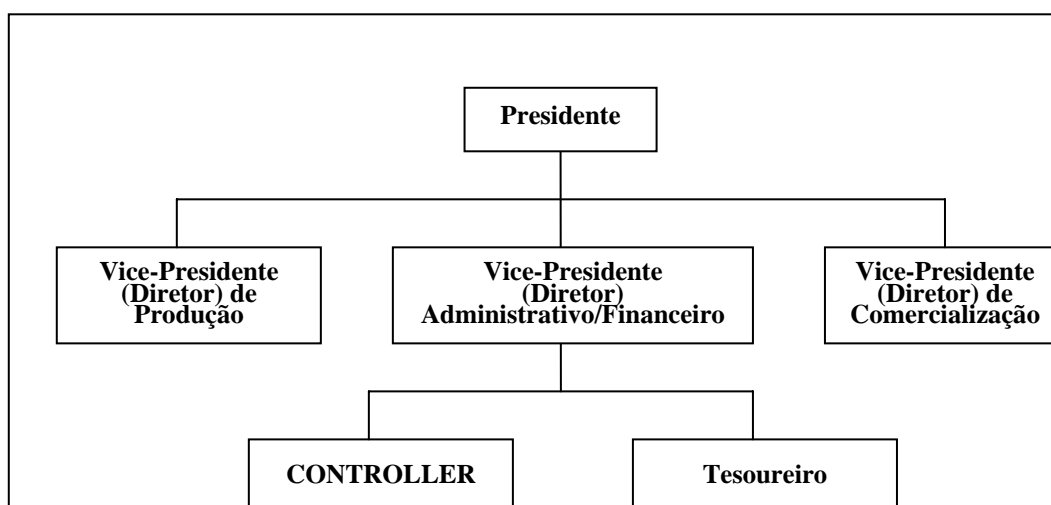 Presidente
Vice-Presidente
(Diretor) de
Produção
Vice-Presidente
(Diretor)
Administrativo/Financeiro
Vice-Presidente
(Diretor) de
Comercialização
CONTROLLER
Tesoureiro